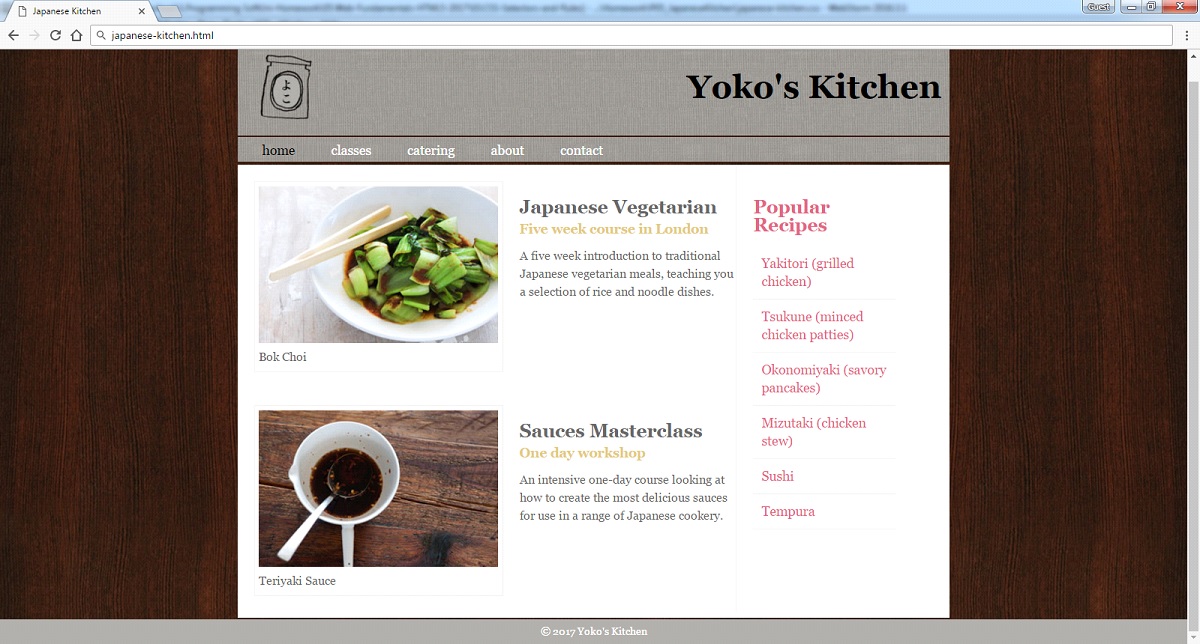 Japanese Kitchen
Guest
japanese-kitchen.html
よ
こ
Yoko's Kitchen
home classes catering about contact
Japanese Vegetarian
Five week course in London
A five week introduction to traditional
Japanese vegetarian meals, teaching you
a selection of rice and noodle dishes.
Bok Choi
Sauces Masterclass
One day workshop
An intensive one-day course looking at
how to create the most delicious sauces
for use in a range of Japanese cookery.
Teriyaki Sauce
Popular
Recipes
Yakitori (grilled
chicken)
Tsukune (minced
chicken patties)
Okonomiyaki (savory
pancakes)
Mizutaki (chicken
stew)
Sushi
Tempura
© 2017 Yoko's Kitchen